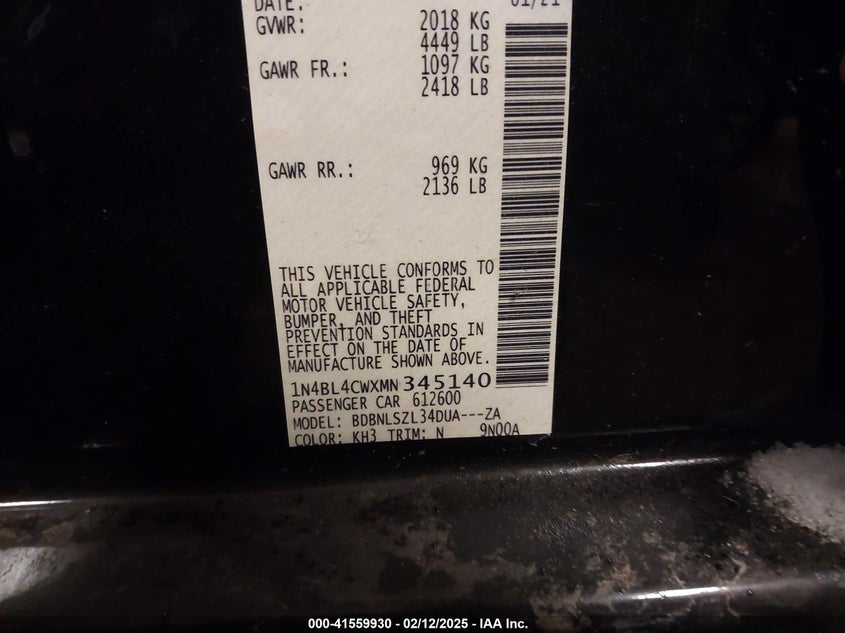 DATE: 01/21
GVWR: 2018 KG
4449 LB
GAWR FR.: 1097 KG
2418 LB
GAWR RR.: 969 KG
2136 LB
THIS VEHICLE CONFORMS TO
ALL APPLICABLE FEDERAL
MOTOR VEHICLE SAFETY,
BUMPER, AND THEFT
PREVENTION STANDARDS IN
EFFECT ON THE DATE OF
MANUFACTURE SHOWN ABOVE.
1N4BL4CWXMN345140
PASSENGER CAR 612600
MODEL: BDBNLSZL34DUA---ZA
COLOR: KH3 TRIM: N 9N00A
000-41559930 - 02/12/2025 - IAA Inc.